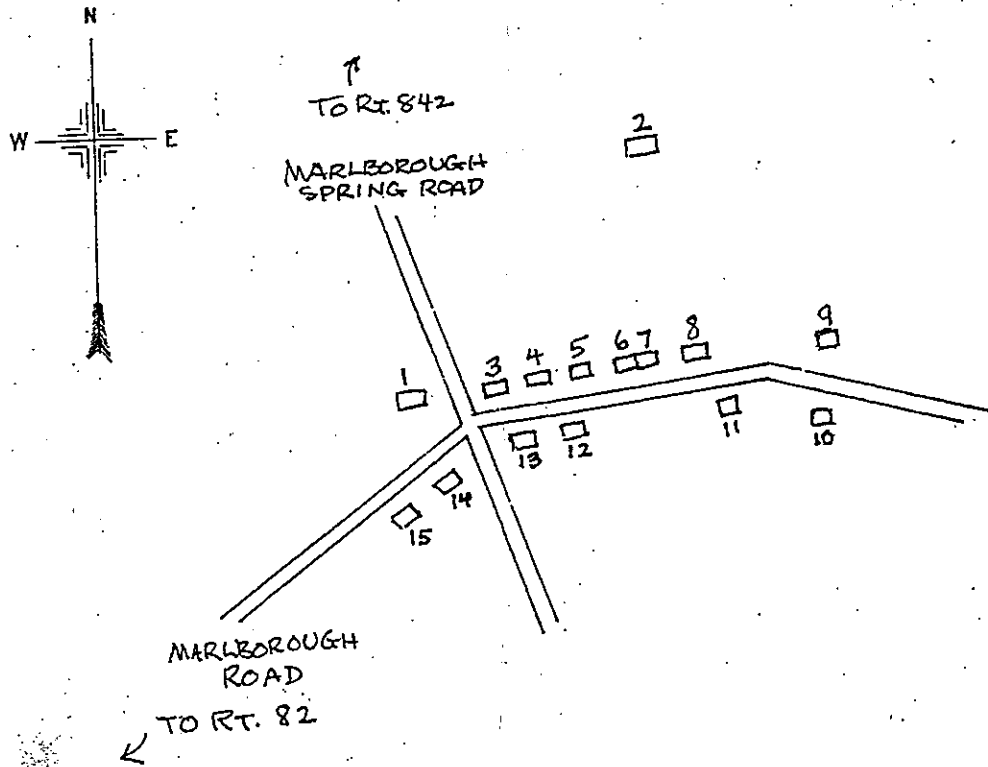 N
W E
TO RT. 842
2
MARLBOROUGH
SPRING ROAD
1
3 4 5 6 7 8 9
13 12 11 10
14
15
MARLBOROUGH
ROAD
TO RT. 82